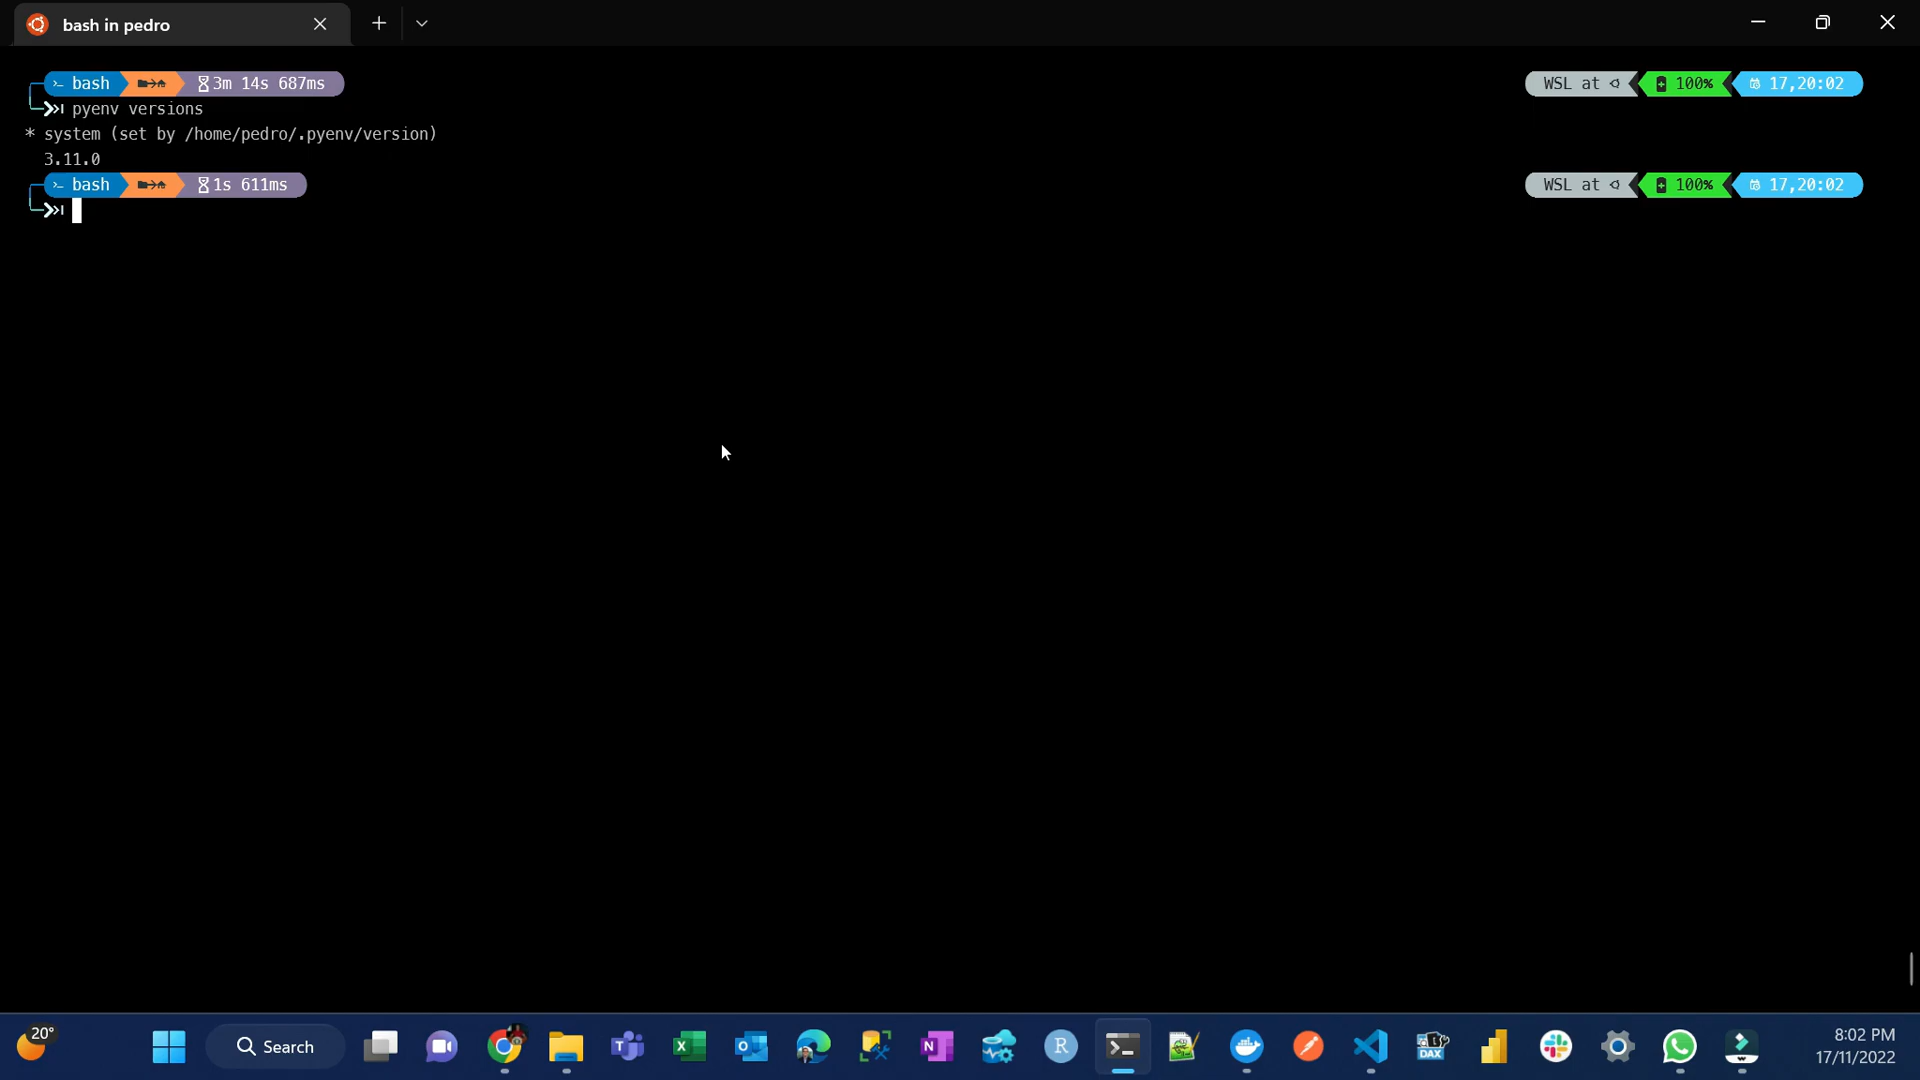 bash in pedro
bash 3m 14s 687ms WSL at 100% 17,20:02
pyenv versions
* system (set by /home/pedro/.pyenv/version)
3.11.0
bash 1s 611ms WSL at 100% 17,20:02
20°
Search
DAX
8:02 PM
17/11/2022